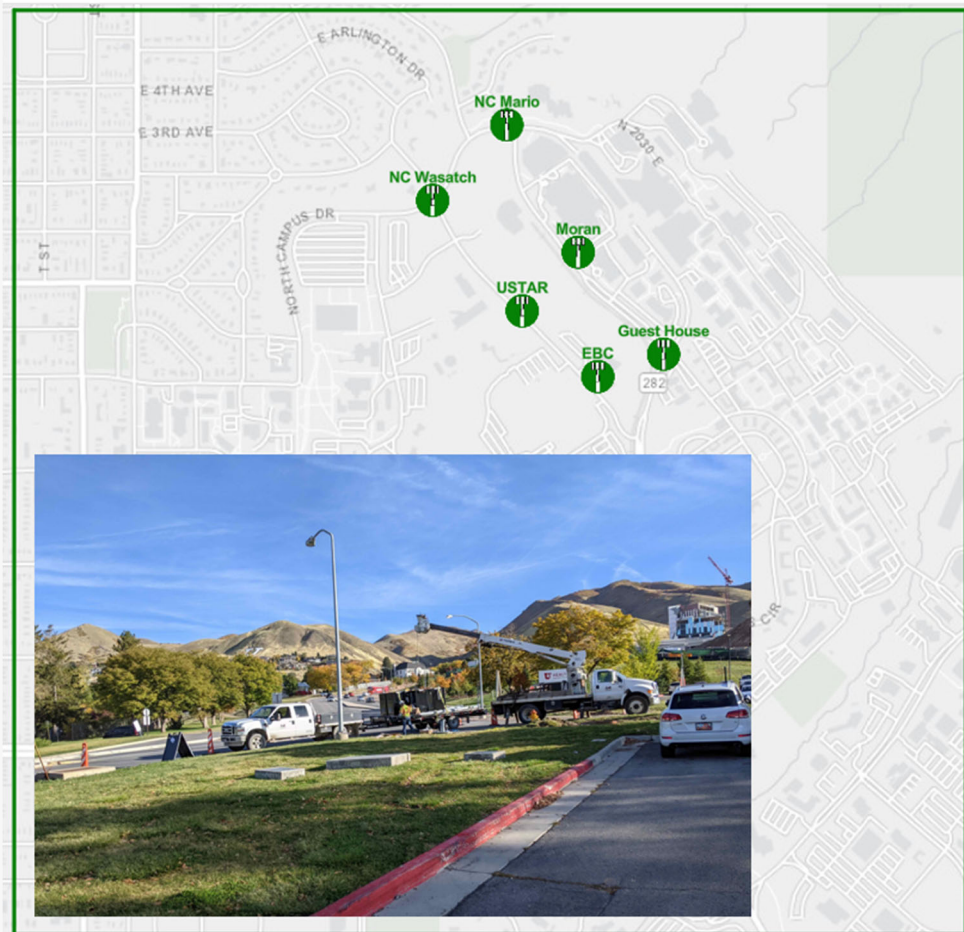 E ARLINGTON DR
E 4TH AVE
NC Mario
E 3RD AVE
N 2030 E
NC Wasatch
NORTH CAMPUS DR
Moran
T ST
USTAR
Guest House
EBC
282
CIR